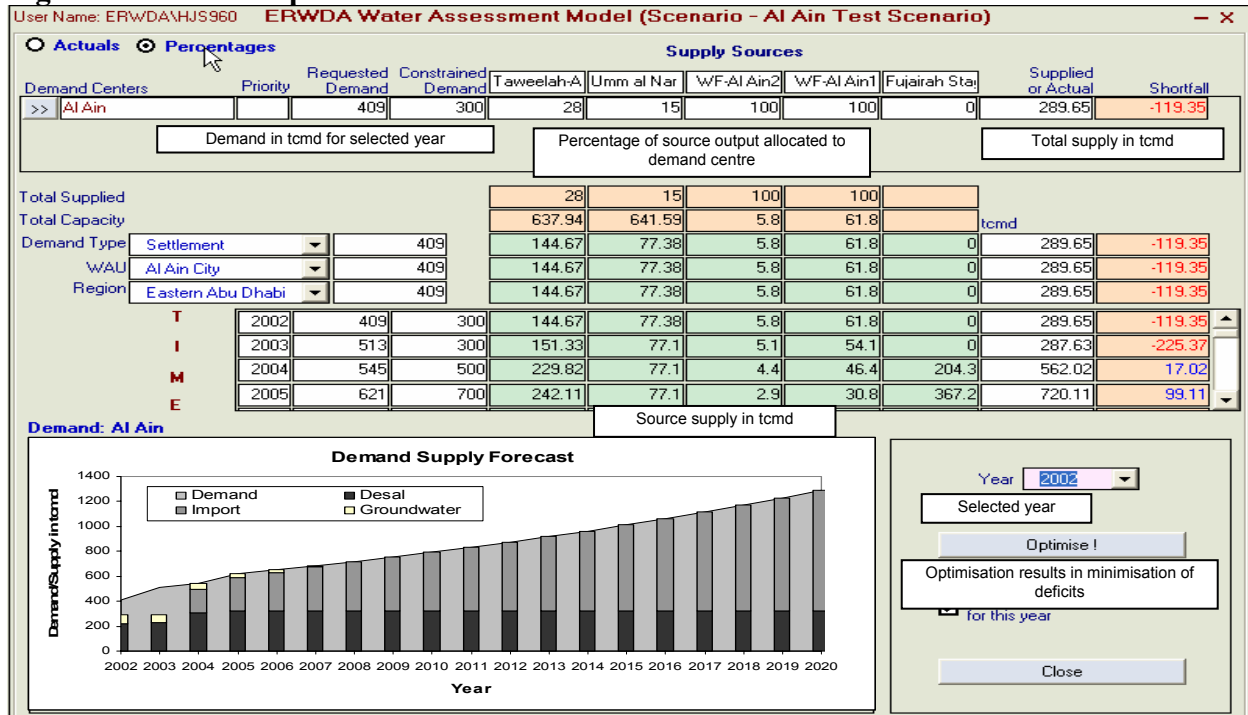 User Name: ERWDA\HJS960 ERWDA Water Assessment Model (Scenario - Al Ain Test Scenario)
Actuals Percentages
Supply Sources
Demand Centers Priority Requested Demand Constrained Demand Taweelah-A Umm al Nar WF-Al Ain2 WF-Al Ain1 Fujairah Sta Supplied or Actual Shortfall
>> Al Ain 409 300 28 15 100 100 0 289.65 -119.35
Demand in tcmd for selected year
Percentage of source output allocated to demand centre
Total supply in tcmd
Total Supplied 28 15 100 100
Total Capacity 637.94 641.59 5.8 61.8 tcmd
Demand Type Settlement 409 144.67 77.38 5.8 61.8 0 289.65 -119.35
WAU Al Ain City 409 144.67 77.38 5.8 61.8 0 289.65 -119.35
Region Eastern Abu Dhabi 409 144.67 77.38 5.8 61.8 0 289.65 -119.35
T I M E
2002 409 300 144.67 77.38 5.8 61.8 0 289.65 -119.35
2003 513 300 151.33 77.1 5.1 54.1 0 287.63 -225.37
2004 545 500 229.82 77.1 4.4 46.4 204.3 562.02 17.02
2005 621 700 242.11 77.1 2.9 30.8 367.2 720.11 99.11
Source supply in tcmd
Demand: Al Ain
Demand Supply Forecast
Demand Desal
Import Groundwater
Demand/Supply in tcmd
1400
1200
1000
800
600
400
200
0
2002 2003 2004 2005 2006 2007 2008 2009 2010 2011 2012 2013 2014 2015 2016 2017 2018 2019 2020
Year
Year 2002
Selected year
Optimise !
Optimisation results in minimisation of deficits
for this year
Close